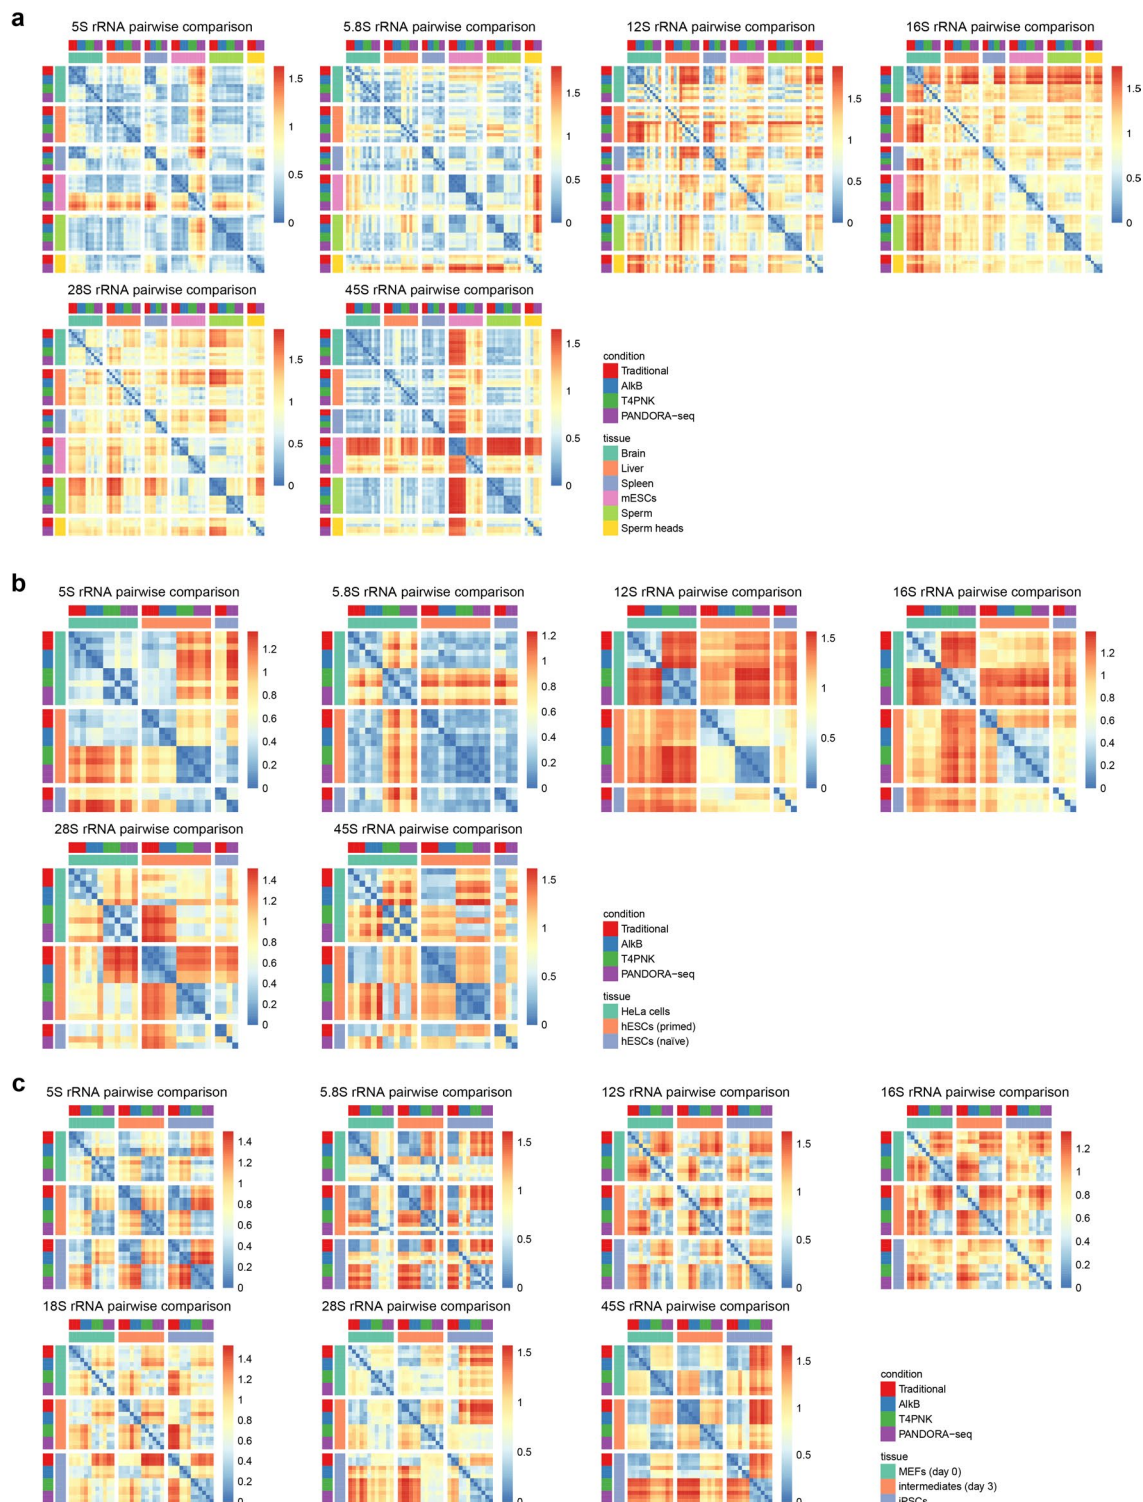 a
5S rRNA pairwise comparison
5.8S rRNA pairwise comparison
12S rRNA pairwise comparison
16S rRNA pairwise comparison
1.5
1
0.5
0
1.5
1
0.5
0
1.5
1
0.5
0
1.5
1
0.5
0
28S rRNA pairwise comparison
45S rRNA pairwise comparison
1.5
1
0.5
0
1.5
1
0.5
0
condition
Traditional
AlkB
T4PNK
PANDORA−seq
tissue
Brain
Liver
Spleen
mESCs
Sperm
Sperm heads
b
5S rRNA pairwise comparison
5.8S rRNA pairwise comparison
12S rRNA pairwise comparison
16S rRNA pairwise comparison
1.2
1
0.8
0.6
0.4
0.2
0
1.2
1
0.8
0.6
0.4
0.2
0
1.5
1
0.5
0
1.2
1
0.8
0.6
0.4
0.2
0
28S rRNA pairwise comparison
45S rRNA pairwise comparison
1.4
1.2
1
0.8
0.6
0.4
0.2
0
1.5
1
0.5
0
condition
Traditional
AlkB
T4PNK
PANDORA−seq
tissue
HeLa cells
hESCs (primed)
hESCs (naïve)
c
5S rRNA pairwise comparison
5.8S rRNA pairwise comparison
12S rRNA pairwise comparison
16S rRNA pairwise comparison
1.4
1.2
1
0.8
0.6
0.4
0.2
0
1.5
1
0.5
0
1.5
1
0.5
0
1.2
1
0.8
0.6
0.4
0.2
0
18S rRNA pairwise comparison
28S rRNA pairwise comparison
45S rRNA pairwise comparison
1.4
1.2
1
0.8
0.6
0.4
0.2
0
1.5
1
0.5
1.5
1
0.5
0
condition
Traditional
AlkB
T4PNK
PANDORA−seq
tissue
MEFs (day 0)
intermediates (day 3)
iPSCs